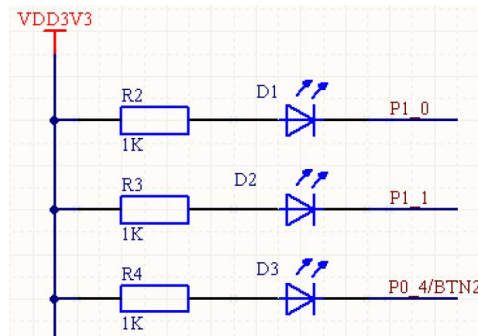 VDD3V3
R2
D1
P1_0
1K
R3
D2
P1_1
1K
R4
D3
P0_4/BTN2
1K